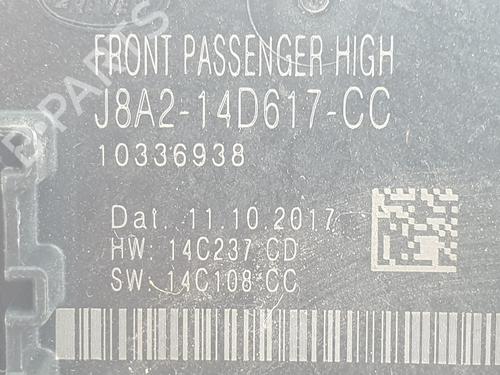 FRONT PASSENGER HIGH
J8A2-14D617-CC
10336938
Dat. 11.10.2017
HW: 14C237 CD
SW: 14C108 CC